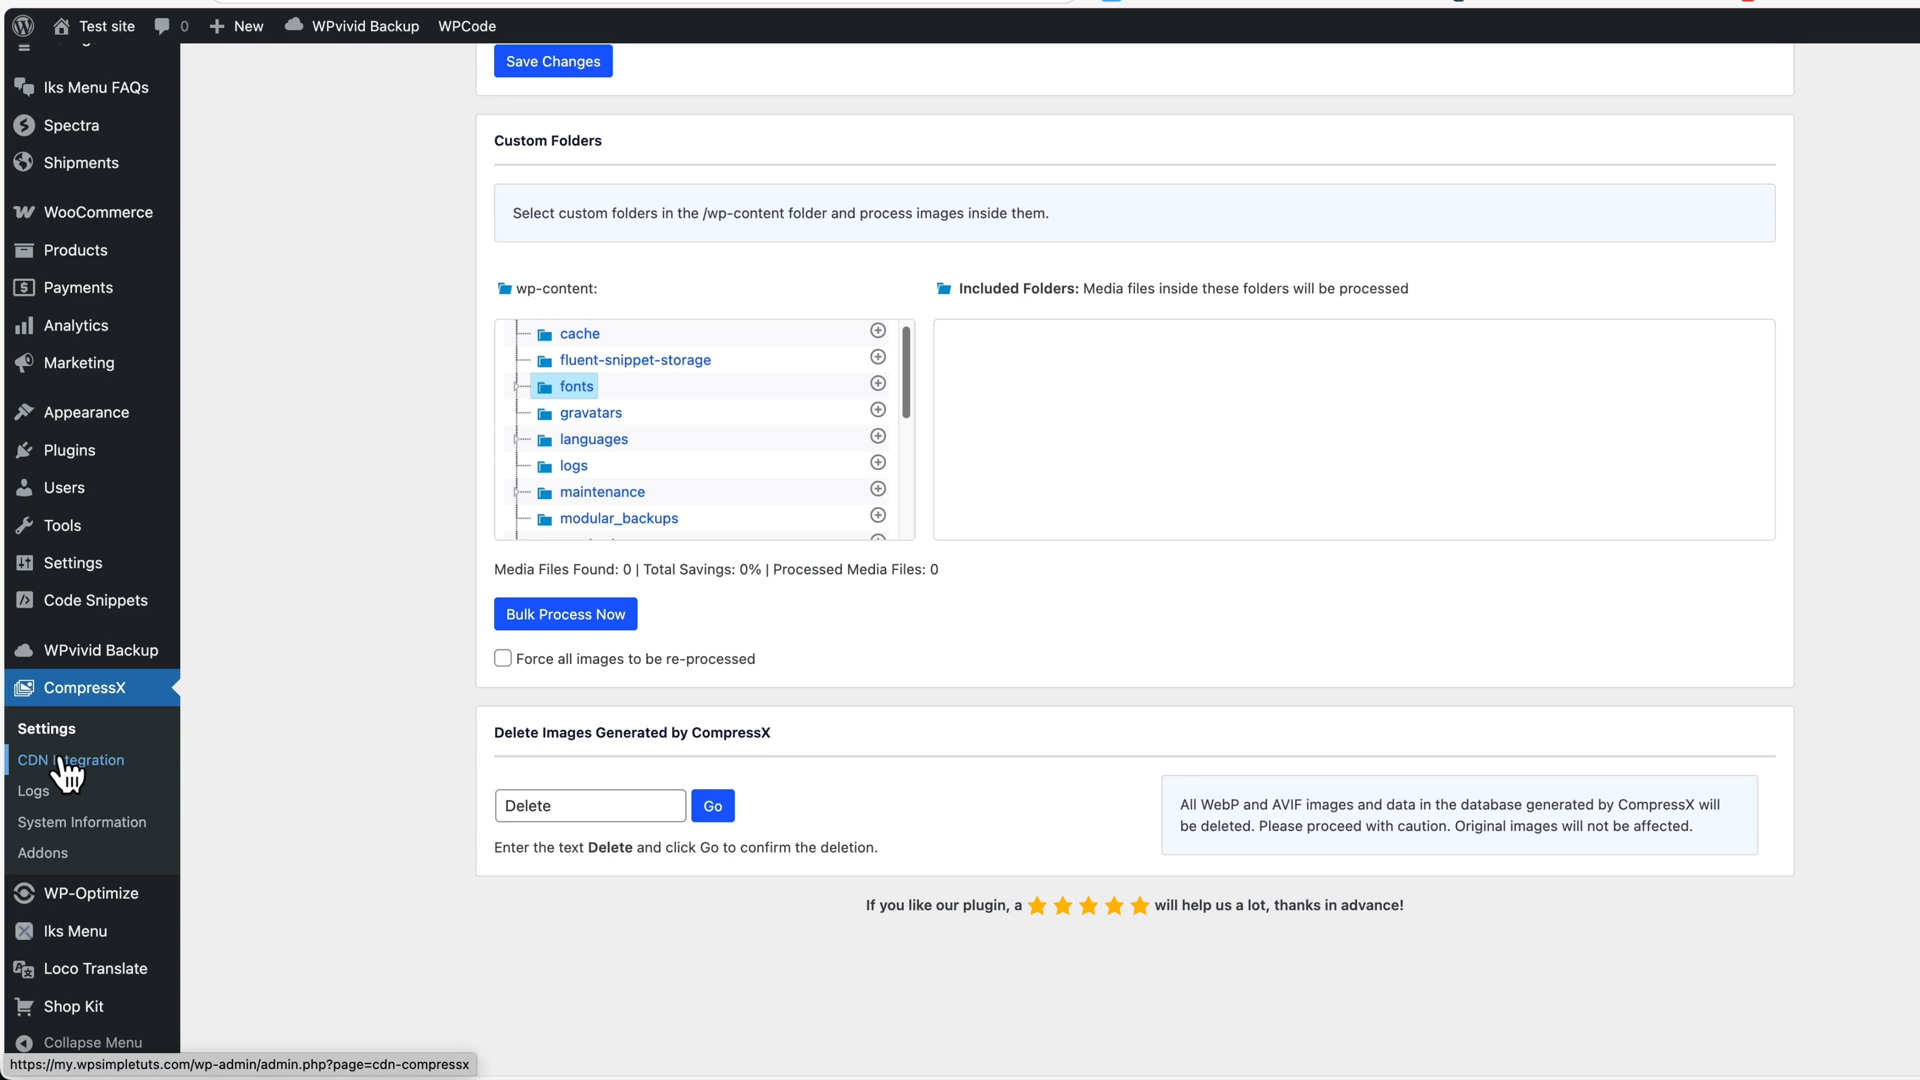 Test site
0
New
WPvivid Backup
WPCode
Iks Menu FAQs
Spectra
Shipments
WooCommerce
Products
Payments
Analytics
Marketing
Appearance
Plugins
Users
Tools
Settings
Code Snippets
WPvivid Backup
CompressX
Settings
CDN Integration
Logs
System Information
Addons
WP-Optimize
Iks Menu
Loco Translate
Shop Kit
Collapse Menu
https://my.wpsimpletuts.com/wp-admin/admin.php?page=cdn-compressx
Save Changes
Custom Folders
Select custom folders in the /wp-content folder and process images inside them.
wp-content:
cache
fluent-snippet-storage
fonts
gravatars
languages
logs
maintenance
modular_backups
Included Folders: Media files inside these folders will be processed
Media Files Found: 0 | Total Savings: 0% | Processed Media Files: 0
Bulk Process Now
Force all images to be re-processed
Delete Images Generated by CompressX
Delete
Go
Enter the text Delete and click Go to confirm the deletion.
All WebP and AVIF images and data in the database generated by CompressX will
be deleted. Please proceed with caution. Original images will not be affected.
If you like our plugin, a
will help us a lot, thanks in advance!